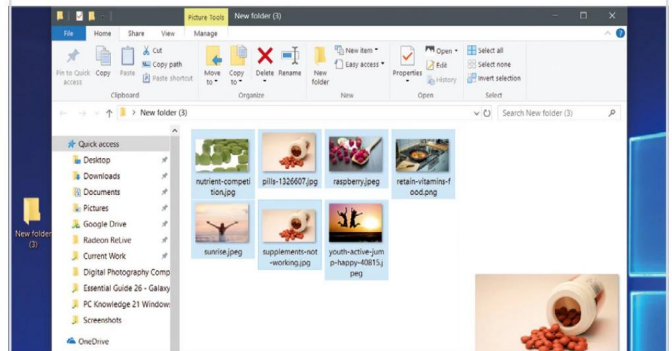 Picture Tools New folder (3)
File Home Share View Manage
Pin to Quick access
Copy
Paste
Cut
Copy path
Paste shortcut
Clipboard
Move to
Copy to
Delete
Rename
Organize
New folder
New item
Easy access
New
Properties
Open
Edit
History
Open
Select all
Select none
Invert selection
Select
New folder (3)
Search New folder (3)
Quick access
Desktop
Downloads
Documents
Pictures
Google Drive
Radeon ReLive
Current Work
Digital Photography Comp
Essential Guide 26 - Galaxy
PC Knowledge 21 Window
Screenshots
OneDrive
nutrient-competi
tion.jpg
pills-1326607.jpg
raspberry.jpeg
retain-vitamins-f
ood.png
sunrise.jpeg
supplements-not
-working.jpg
youth-active-jum
p-happy-40815.j
peg
New folder
(3)